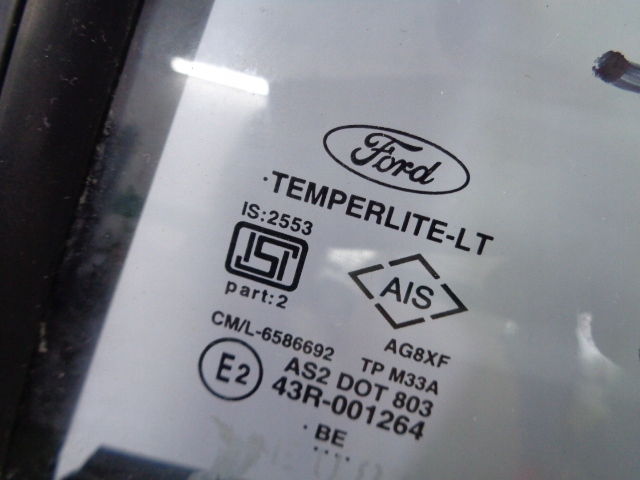 Ford
·TEMPERLITE-LT
IS:2553
ISI
part:2
AIS
AG8XF
CM/L-6586692 TP M33A
E2
AS2 DOT 803
43R-001264
·BE
....